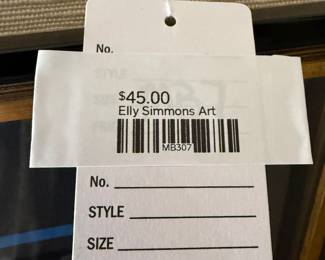 No.
$45.00
Elly Simmons Art
MB307
No.
STYLE
SIZE